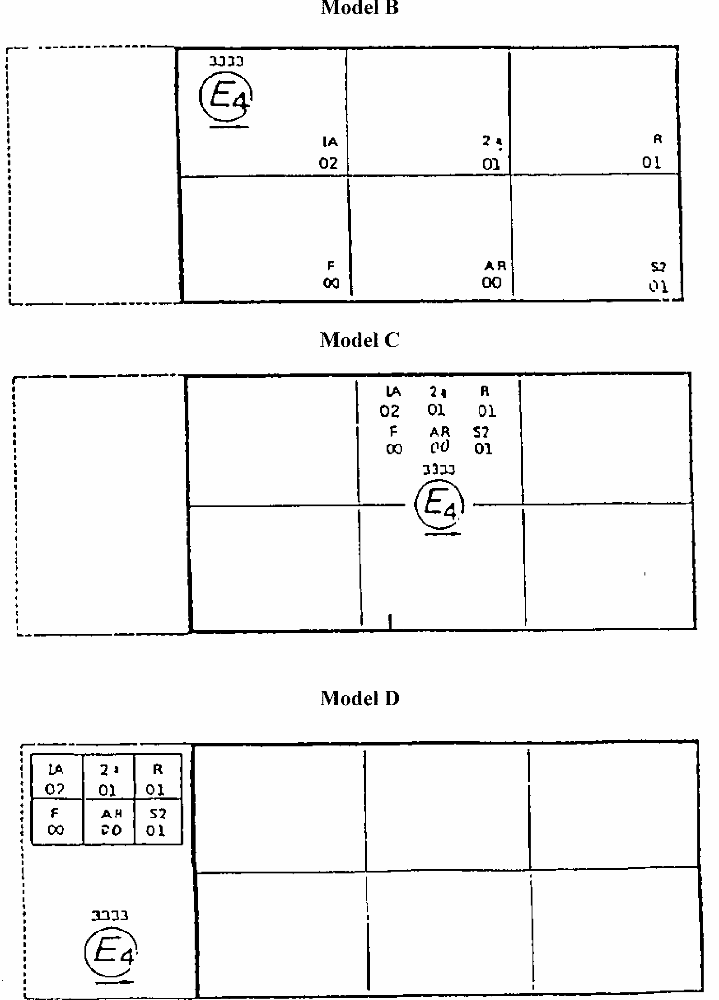 Model B
3333
E4
IA 2a R
02 01 01
F AR S2
00 00 01
Model C
IA 2a R
02 01 01
F AR S2
00 00 01
3333
E4
Model D
IA 2a R
02 01 01
F AR S2
00 00 01
3333
E4